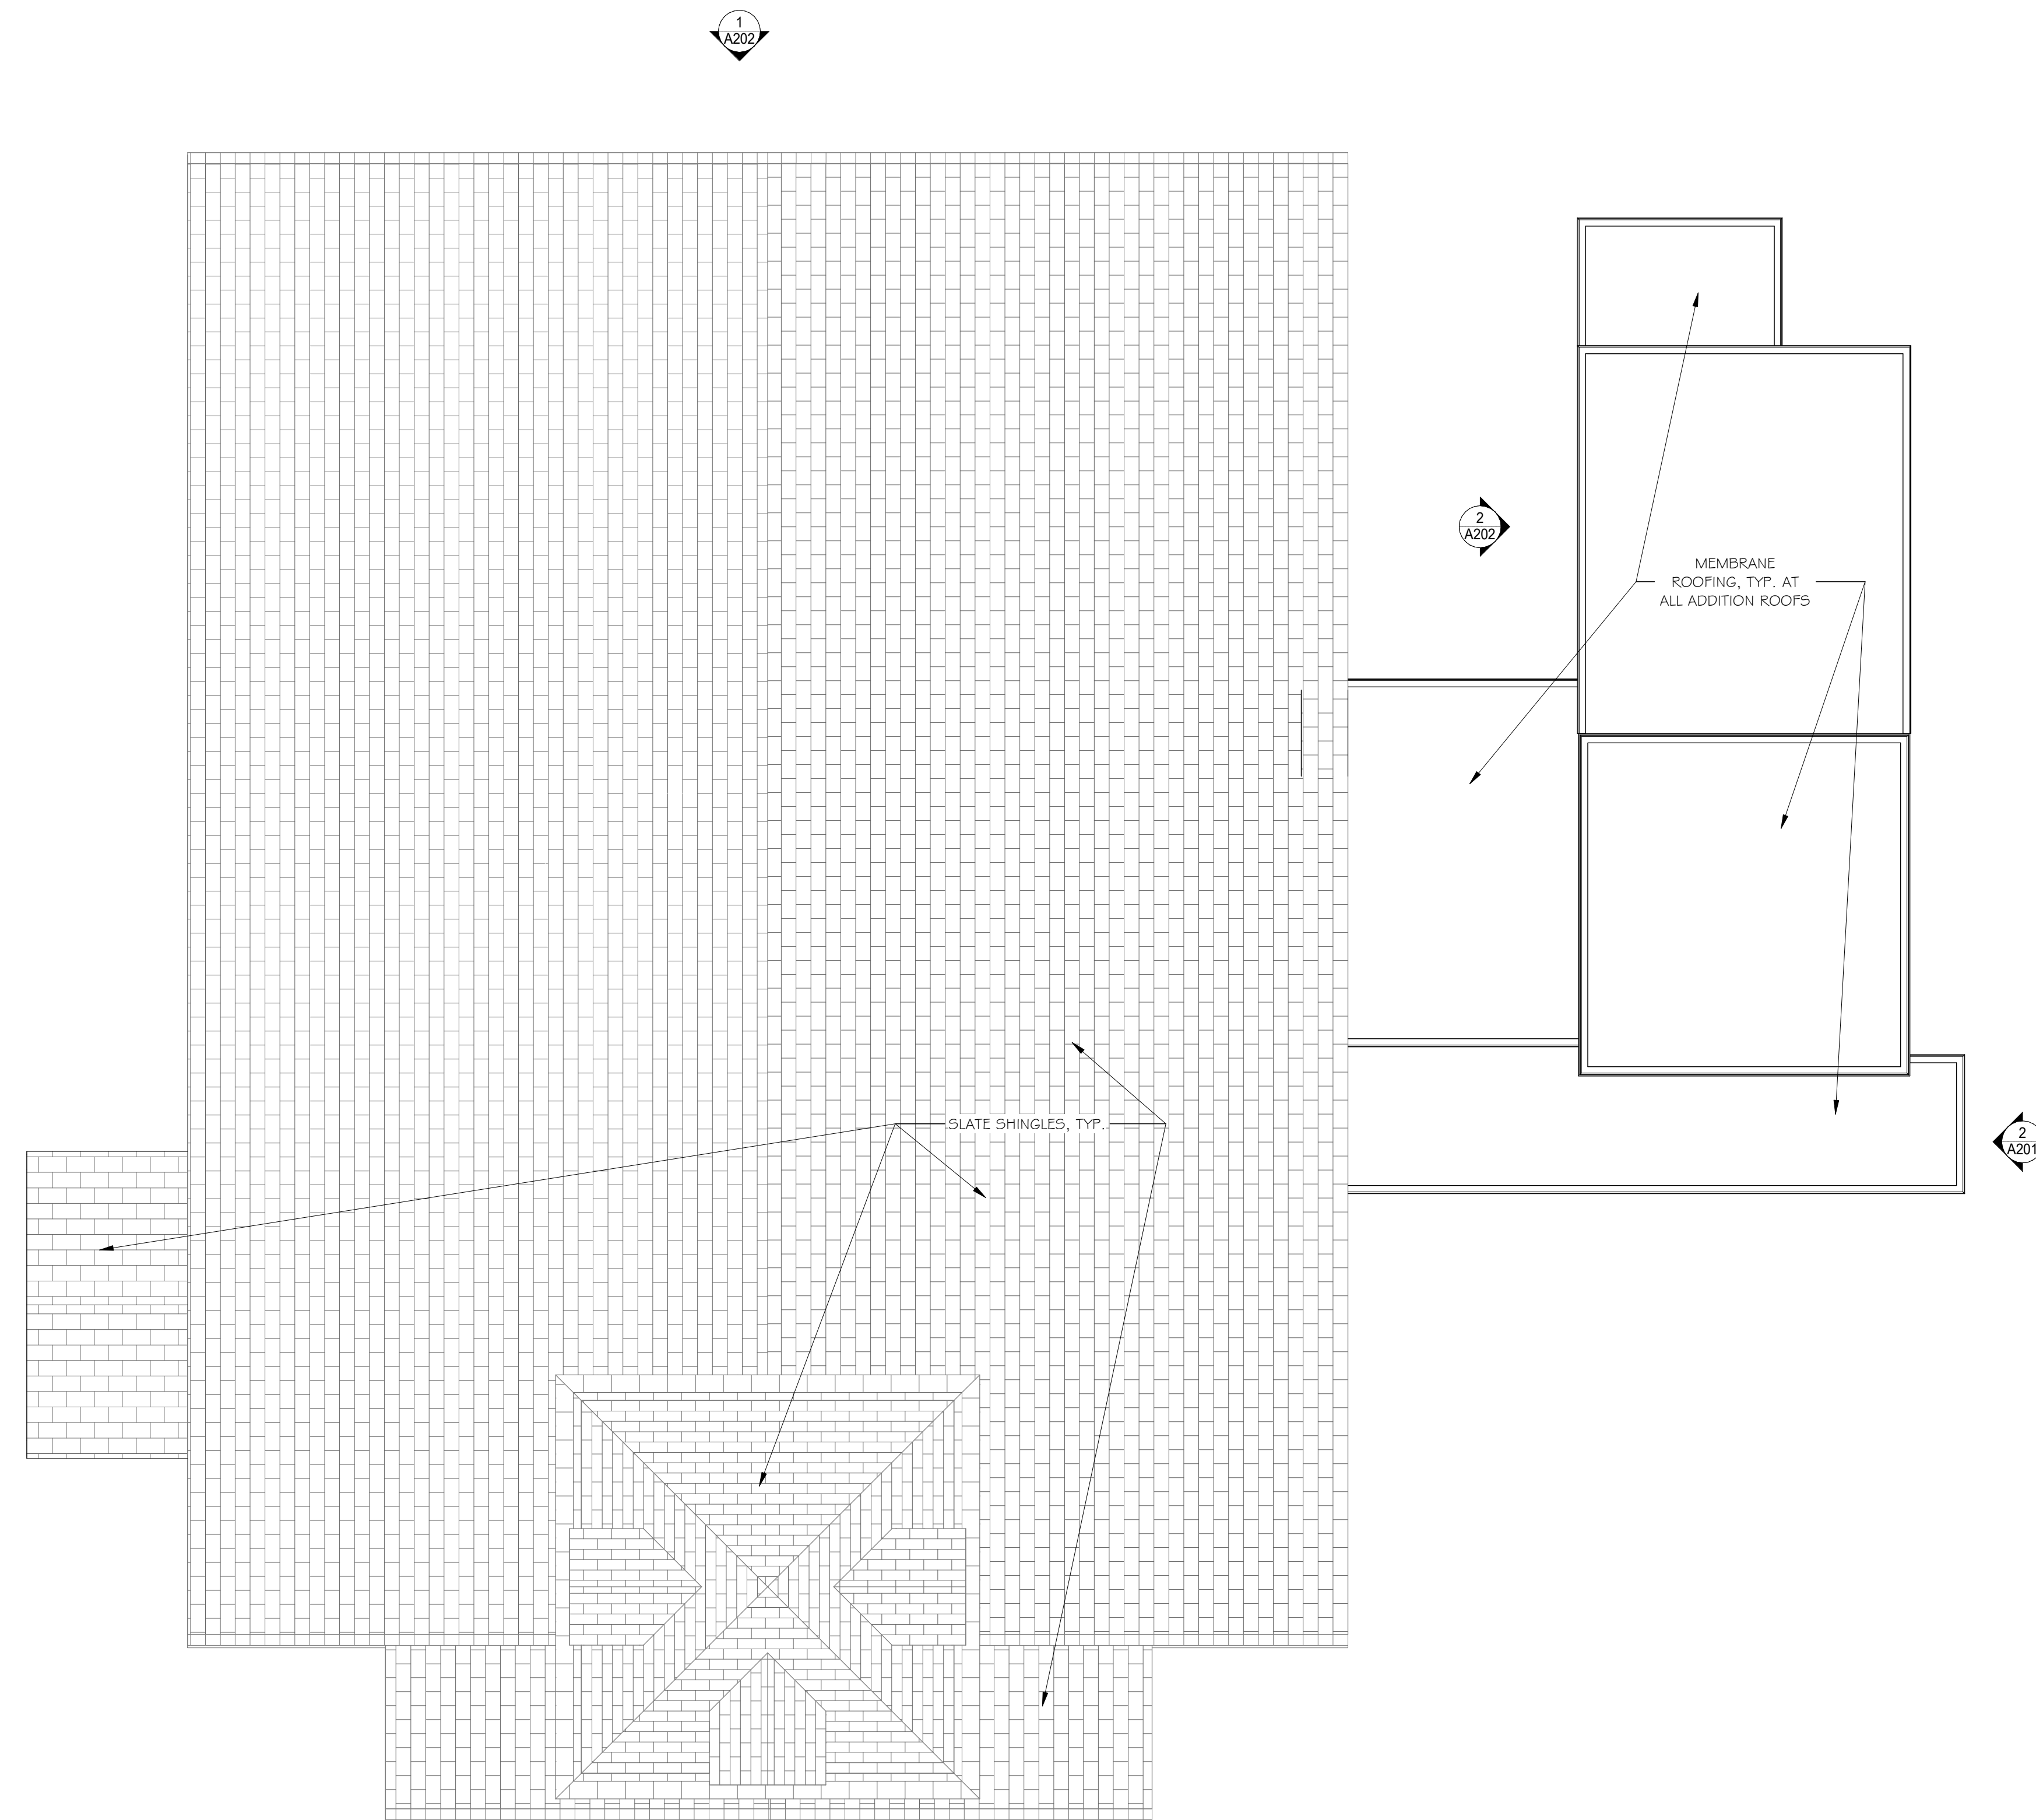 1
A202
2
A202
MEMBRANE
ROOFING, TYP. AT
ALL ADDITION ROOFS
SLATE SHINGLES, TYP.
2
A201